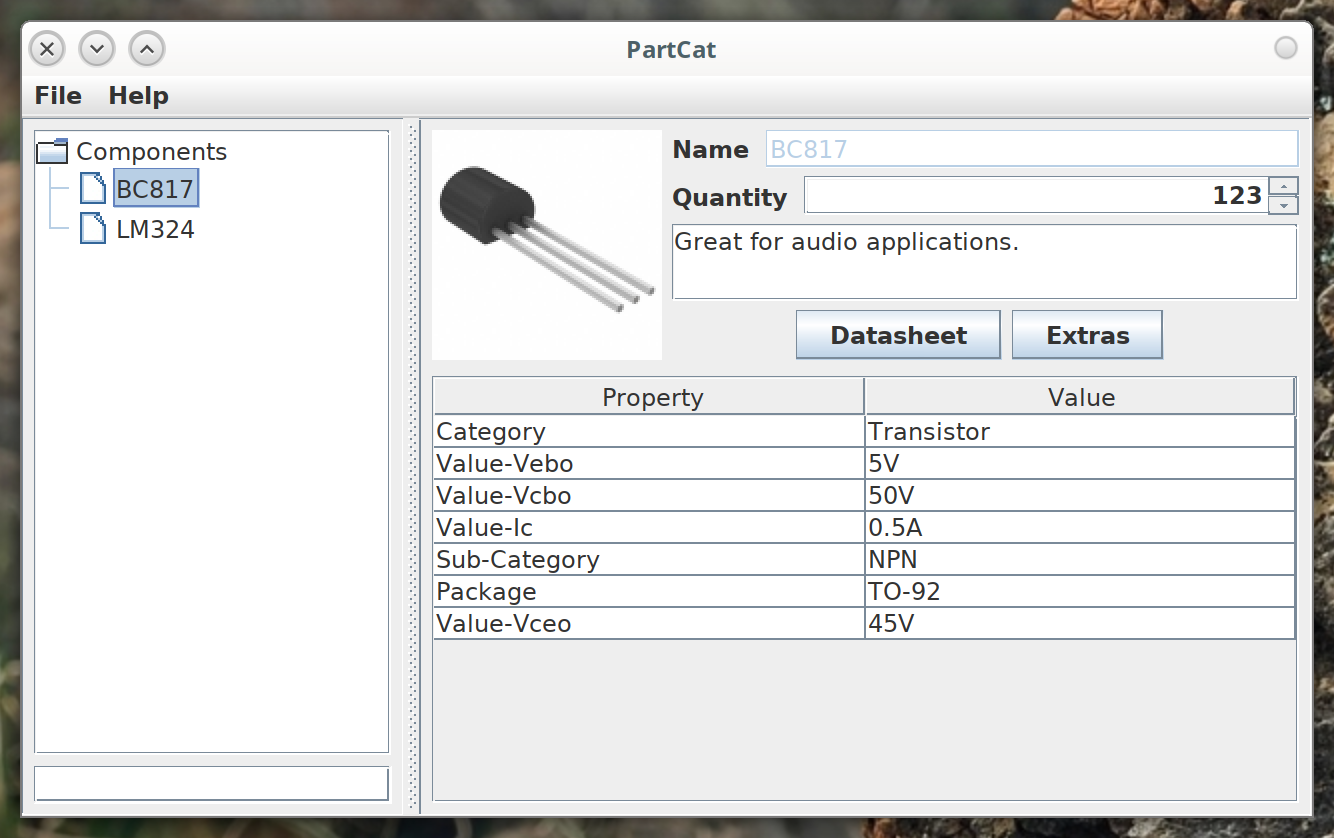 PartCat
File Help
Components
BC817
LM324
Name BC817
Quantity 123
Great for audio applications.
Datasheet Extras
Property Value
Category Transistor
Value-Vebo 5V
Value-Vcbo 50V
Value-Ic 0.5A
Sub-Category NPN
Package TO-92
Value-Vceo 45V